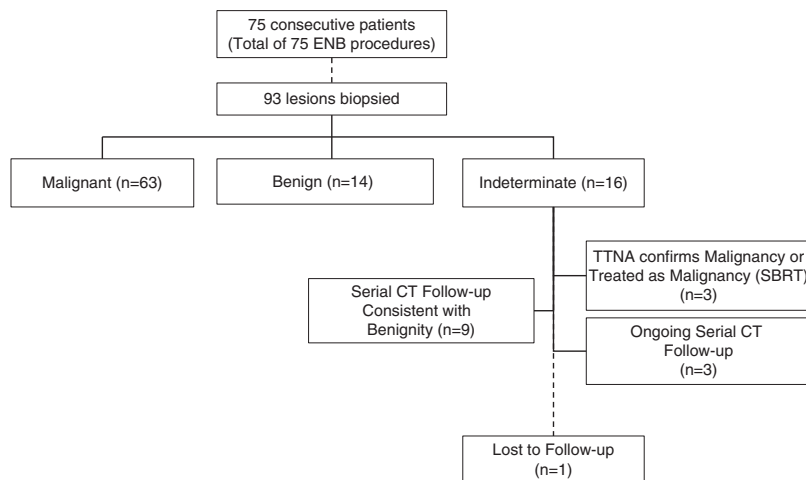 75 consecutive patients
(Total of 75 ENB procedures)
93 lesions biopsied
Malignant (n=63)
Benign (n=14)
Indeterminate (n=16)
TTNA confirms Malignancy or
Treated as Malignancy (SBRT)
(n=3)
Serial CT Follow-up
Consistent with
Benignity (n=9)
Ongoing Serial CT
Follow-up
(n=3)
Lost to Follow-up
(n=1)